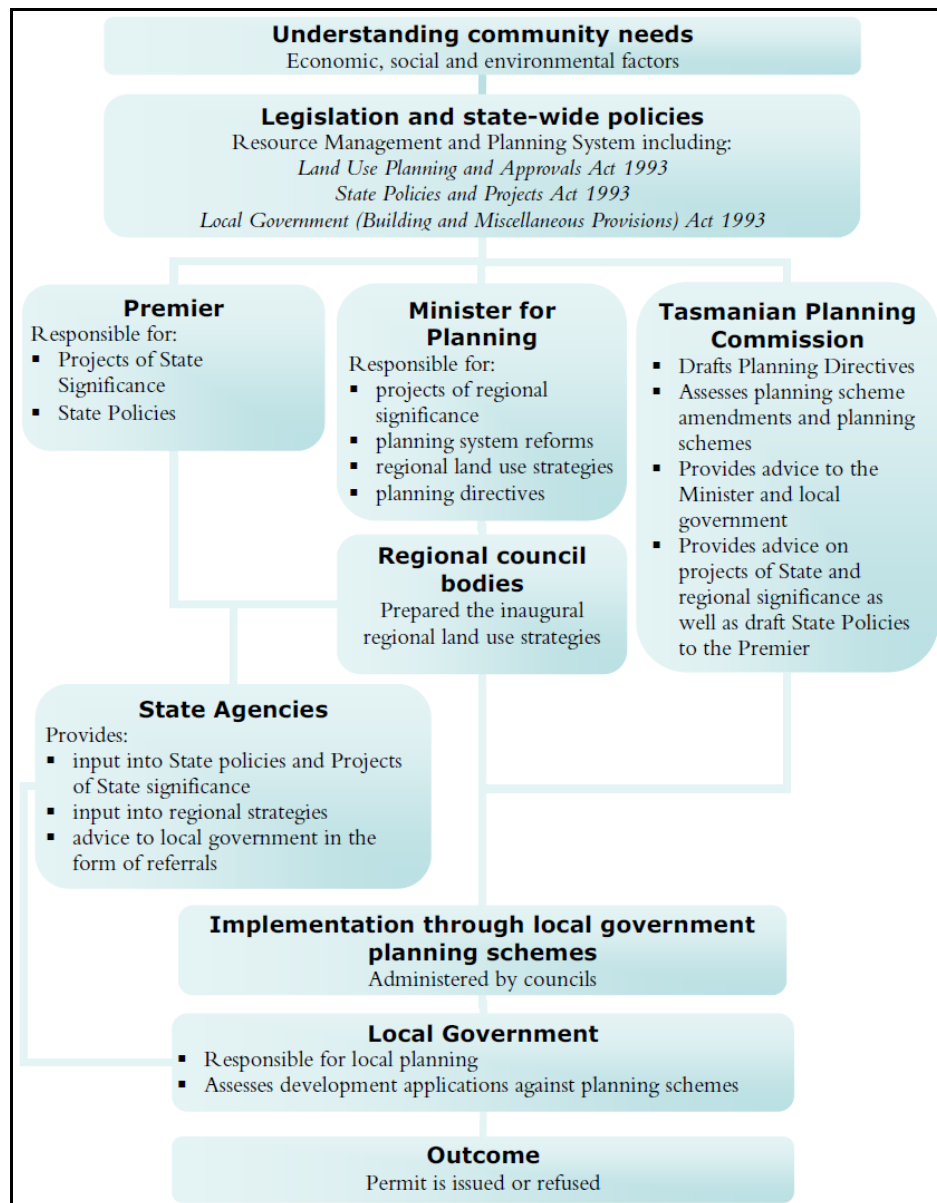 Understanding community needs
Economic, social and environmental factors
Legislation and state-wide policies
Resource Management and Planning System including:
Land Use Planning and Approvals Act 1993
State Policies and Projects Act 1993
Local Government (Building and Miscellaneous Provisions) Act 1993
Premier
Responsible for:
▪ Projects of State
Significance
▪ State Policies
Minister for
Planning
Responsible for:
▪ projects of regional
significance
▪ planning system reforms
▪ regional land use strategies
▪ planning directives
Tasmanian Planning
Commission
▪ Drafts Planning Directives
▪ Assesses planning scheme
amendments and planning
schemes
▪ Provides advice to the
Minister and local
government
▪ Provides advice on
projects of State and
regional significance as
well as draft State Policies
to the Premier
Regional council
bodies
Prepared the inaugural
regional land use strategies
State Agencies
Provides:
▪ input into State policies and Projects
of State significance
▪ input into regional strategies
▪ advice to local government in the
form of referrals
Implementation through local government
planning schemes
Administered by councils
Local Government
▪ Responsible for local planning
▪ Assesses development applications against planning schemes
Outcome
Permit is issued or refused